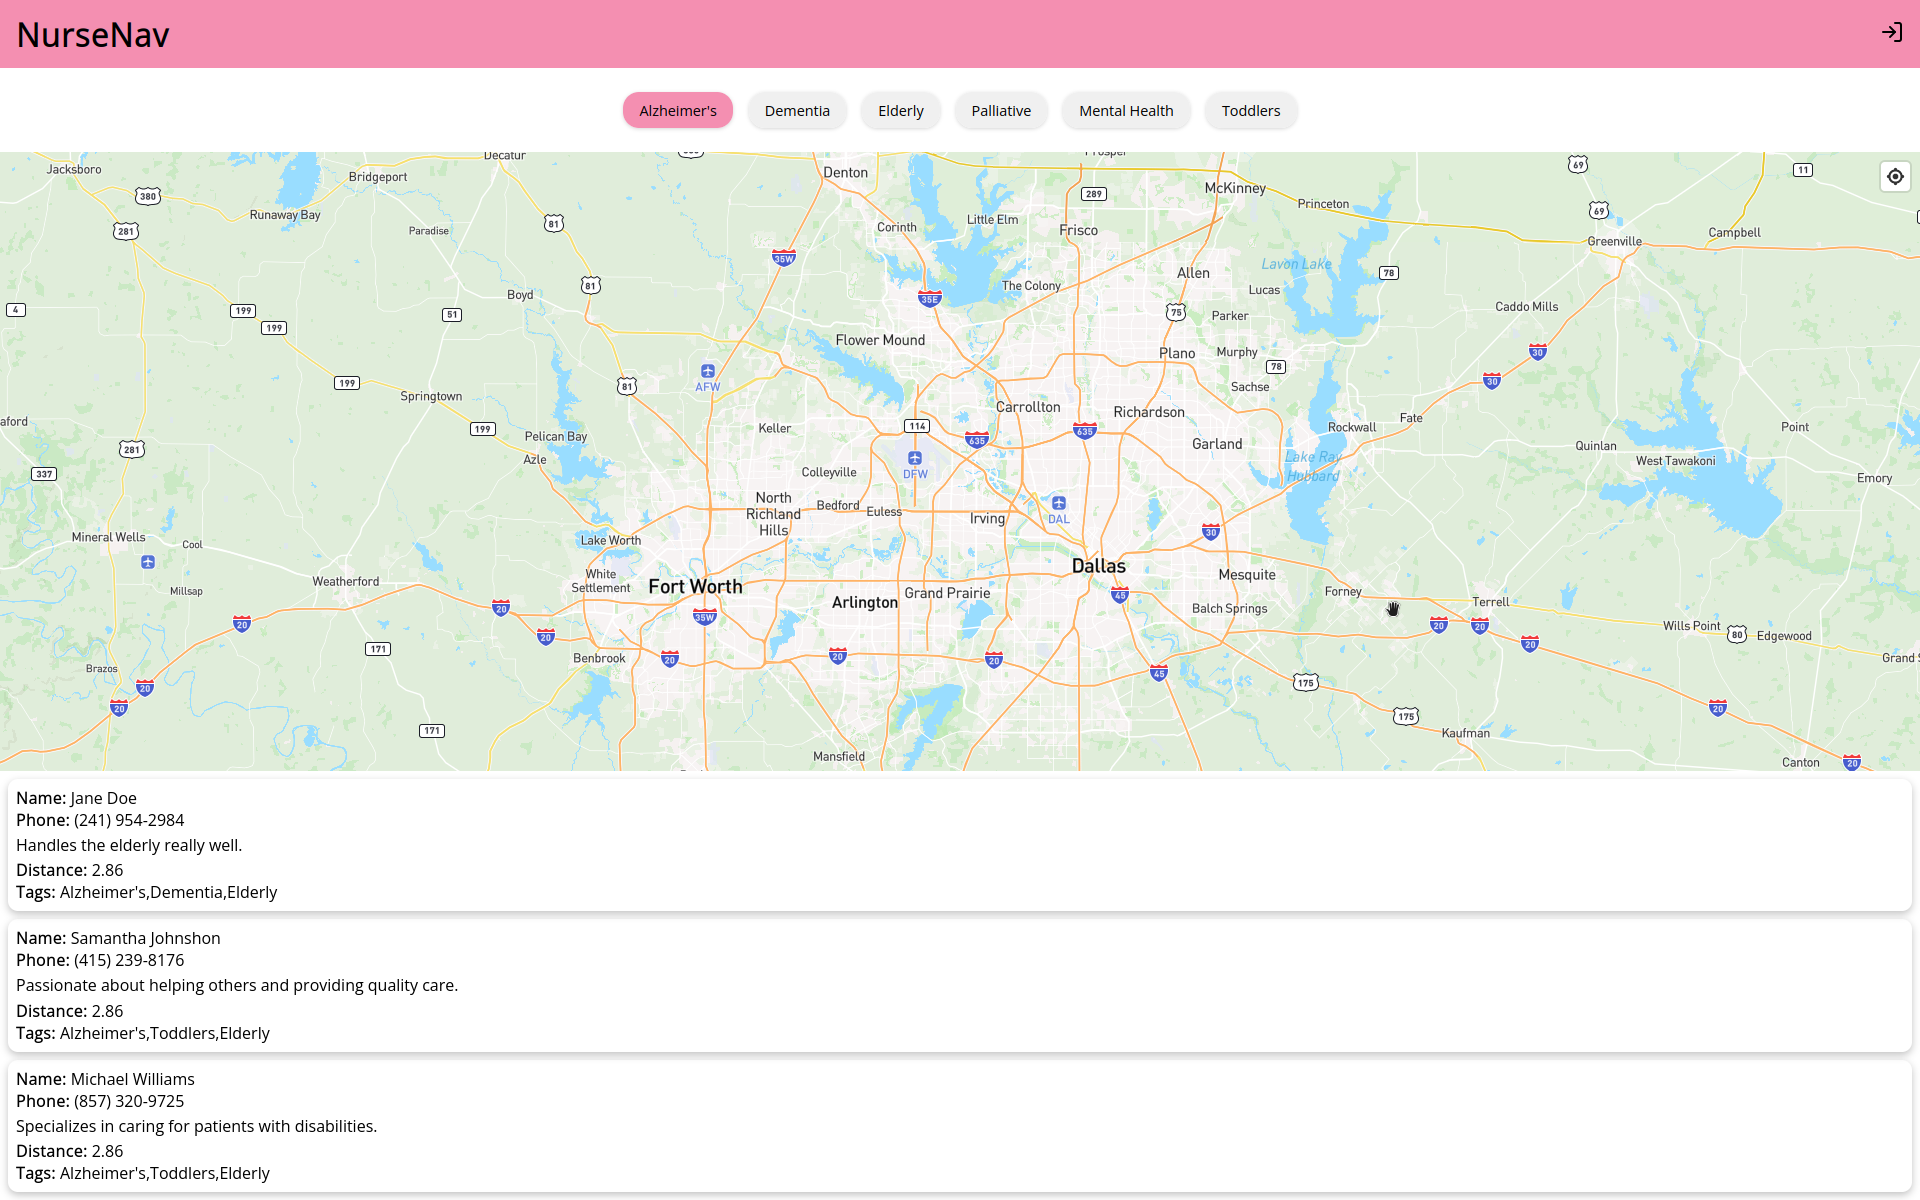 NurseNav
Alzheimer's
Dementia
Elderly
Palliative
Mental Health
Toddlers
Jacksboro
Decatur
Bridgeport
Denton
Prosper
McKinney
Princeton
69
11
380
289
Runaway Bay
281
Paradise
81
Corinth
Little Elm
Frisco
69
Greenville
Campbell
35W
Allen
Lavon Lake
78
Boyd
81
35E
The Colony
Lucas
4
199
199
51
75
Parker
Caddo Mills
Flower Mound
Plano
Murphy
30
78
199
81
AFW
Sachse
30
Springtown
Carrollton
Richardson
Fate
aford
199
Keller
114
635
635
Rockwall
Point
Pelican Bay
Garland
Quinlan
281
Azle
DFW
Lake Ray
Hubbard
West Tawakoni
337
Colleyville
Emory
North
Richland
Hills
Bedford
Euless
Irving
DAL
30
Mineral Wells
Cool
Lake Worth
Dallas
White
Settlement
Fort Worth
Weatherford
Millsap
Arlington
Grand Prairie
45
Mesquite
Forney
Balch Springs
Terrell
20
20
20
35W
20
20
20
Wills Point
80
Edgewood
171
Benbrook
20
20
20
45
Grand S
Brazos
20
20
175
175
20
171
Kaufman
Mansfield
Canton
20
Name: Jane Doe
Phone: (241) 954-2984
Handles the elderly really well.
Distance: 2.86
Tags: Alzheimer's,Dementia,Elderly
Name: Samantha Johnshon
Phone: (415) 239-8176
Passionate about helping others and providing quality care.
Distance: 2.86
Tags: Alzheimer's,Toddlers,Elderly
Name: Michael Williams
Phone: (857) 320-9725
Specializes in caring for patients with disabilities.
Distance: 2.86
Tags: Alzheimer's,Toddlers,Elderly